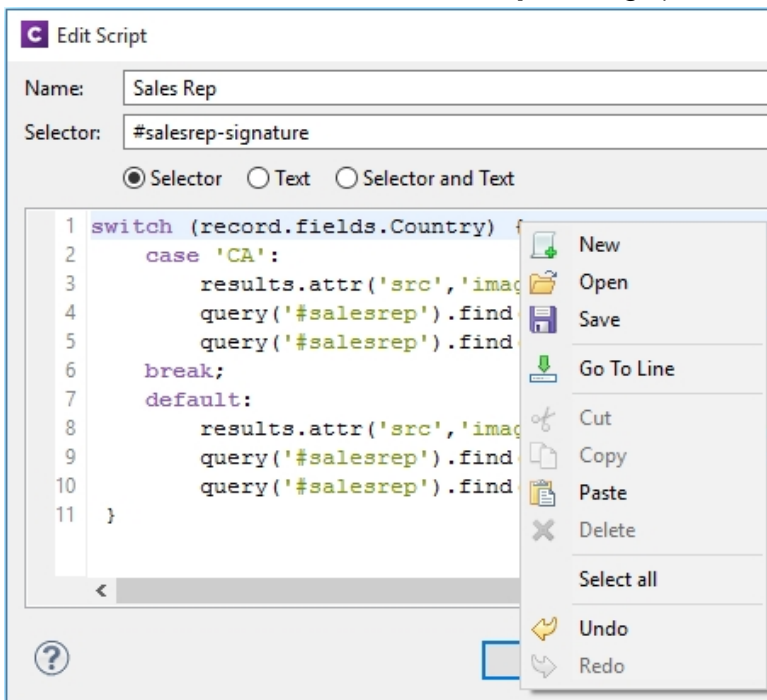 C Edit Script
Name: Sales Rep
Selector: #salesrep-signature
Selector Text Selector and Text
1 switch (record.fields.Country) {
2 case 'CA':
3 results.attr('src','imag
4 query('#salesrep').find
5 query('#salesrep').find
6 break;
7 default:
8 results.attr('src','imag
9 query('#salesrep').find
10 query('#salesrep').find
11 }
New
Open
Save
Go To Line
Cut
Copy
Paste
Delete
Select all
Undo
Redo
?